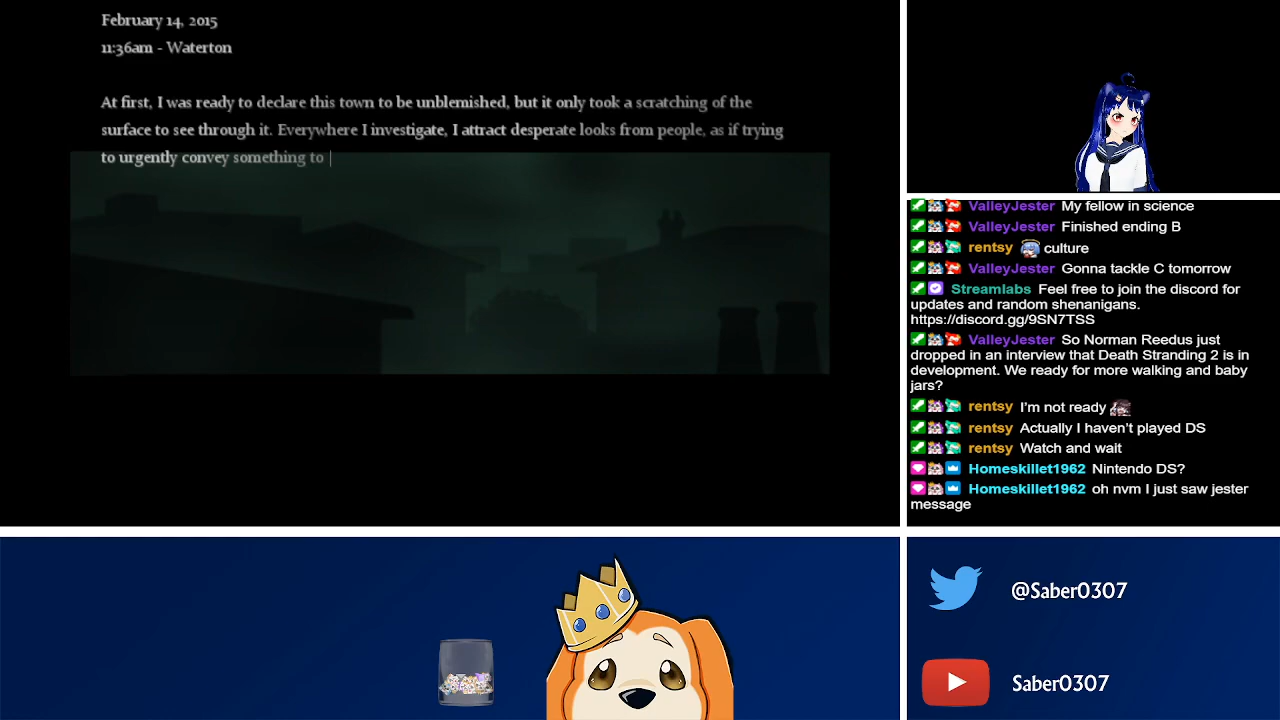 February 14, 2015
11:36am - Waterton
At first, I was ready to declare this town to be unblemished, but it only took a scratching of the
surface to see through it. Everywhere I investigate, I attract desperate looks from people, as if trying
to urgently convey something to
ValleyJester My fellow in science
ValleyJester Finished ending B
rentsy culture
ValleyJester Gonna tackle C tomorrow
Streamlabs Feel free to join the discord for
updates and random shenanigans.
https://discord.gg/9SN7TSS
ValleyJester So Norman Reedus just
dropped in an interview that Death Stranding 2 is in
development. We ready for more walking and baby
jars?
rentsy I'm not ready
rentsy Actually I haven't played DS
rentsy Watch and wait
Homeskillet1962 Nintendo DS?
Homeskillet1962 oh nvm I just saw jester
message
@Saber0307
Saber0307